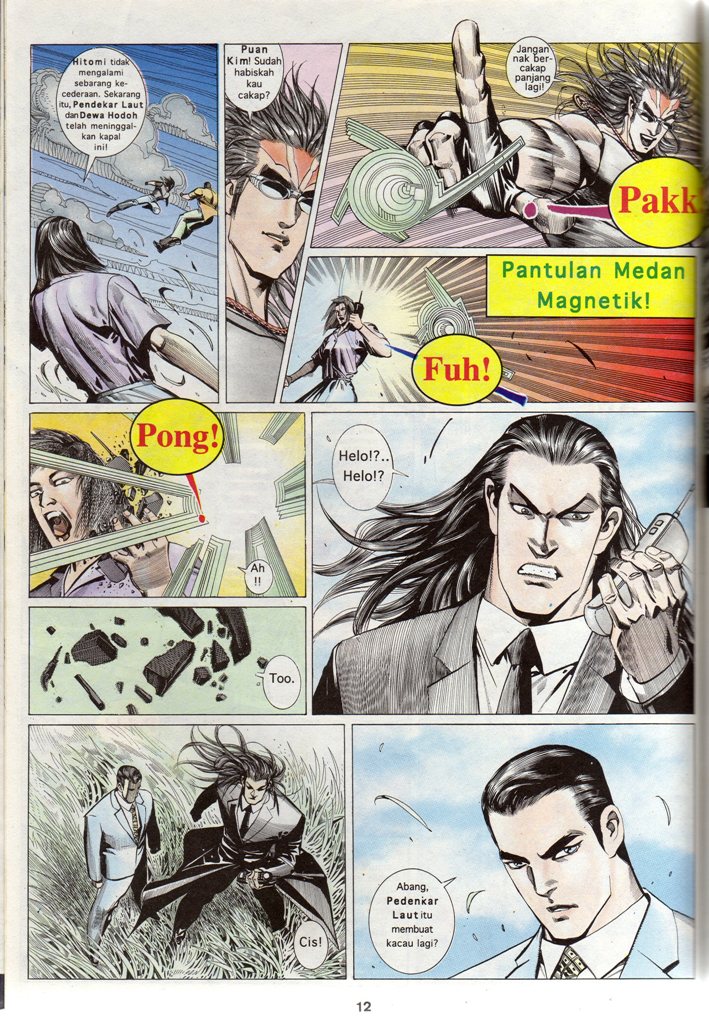 Hitomi tidak
mengalami
sebarang ke-
cederaan. Sekarang
itu, Pendekar Laut
dan Dewa Hodoh
telah meninggal-
kan kapal
ini!
Puan
Kim! Sudah
habiskah
kau
cakap?
Jangan
nak ber-
cakap
panjang
lagi!
Pakk!
Pantulan Medan
Magnetik!
Fuh!
Pong!
Ah
!!
Helo!?..
Helo!?
Too.
Cis!
Abang,
Pedenkar
Laut itu
membuat
kacau lagi?
12